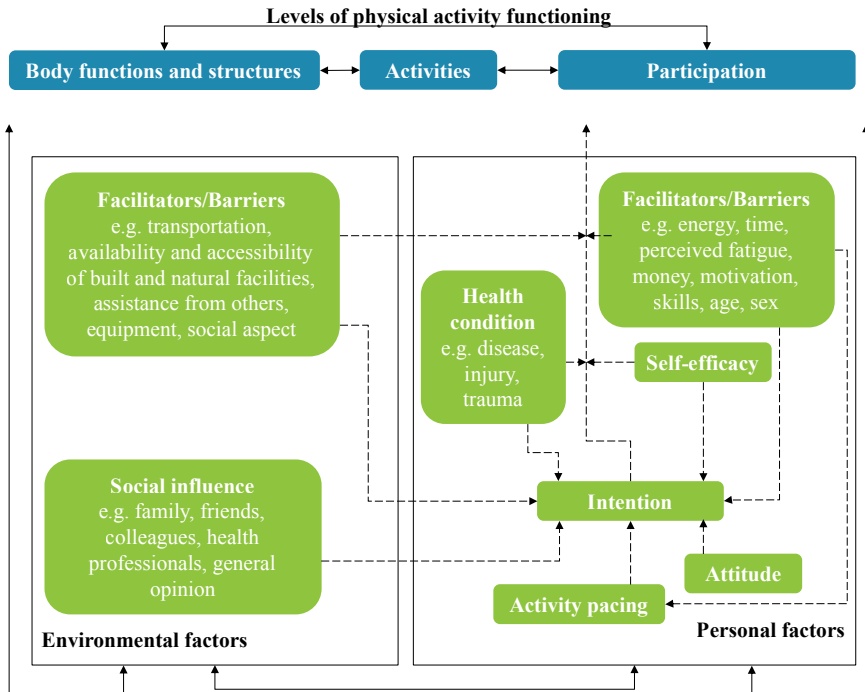 Levels of physical activity functioning
Body functions and structures
Activities
Participation
Facilitators/Barriers
e.g. transportation,
availability and accessibility
of built and natural facilities,
assistance from others,
equipment, social aspect
Facilitators/Barriers
e.g. energy, time,
perceived fatigue,
money, motivation,
skills, age, sex
Health
condition
e.g. disease,
injury,
trauma
Self-efficacy
Social influence
e.g. family, friends,
colleagues, health
professionals, general
opinion
Intention
Attitude
Activity pacing
Environmental factors
Personal factors